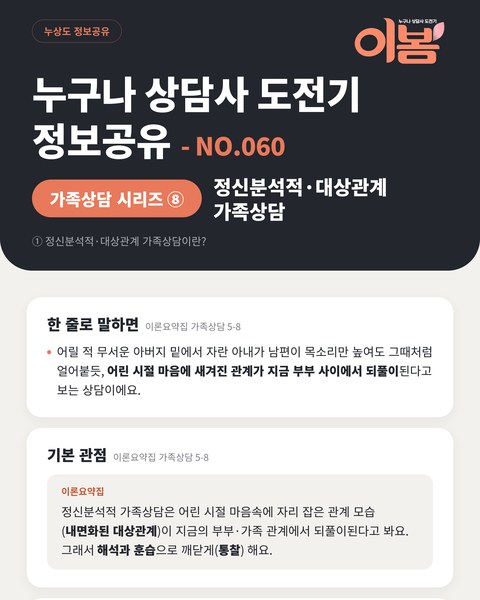 누상도 정보공유
누구나 상담사 도전기
이봄
누구나 상담사 도전기
정보공유 - NO.060
가족상담 시리즈 ⑧
정신분석적·대상관계
가족상담
① 정신분석적·대상관계 가족상담이란?
한 줄로 말하면 이론요약집 가족상담 5-8
• 어릴 적 무서운 아버지 밑에서 자란 아내가 남편이 목소리만 높여도 그때처럼
얼어붙듯, 어린 시절 마음에 새겨진 관계가 지금 부부 사이에서 되풀이된다고
보는 상담이에요.
기본 관점 이론요약집 가족상담 5-8
이론요약집
정신분석적 가족상담은 어린 시절 마음속에 자리 잡은 관계 모습
(내면화된 대상관계)이 지금의 부부·가족 관계에서 되풀이된다고 봐요.
그래서 해석과 훈습으로 깨닫게(통찰) 해요.